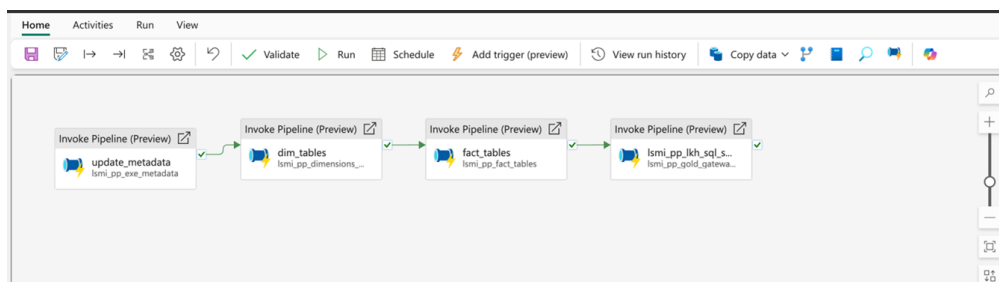 Home Activities Run View
Validate Run Schedule Add trigger (preview) View run history Copy data
Invoke Pipeline (Preview)
update_metadata
lsmi_pp_exe_metadata
Invoke Pipeline (Preview)
dim_tables
lsmi_pp_dimensions_...
Invoke Pipeline (Preview)
fact_tables
lsmi_pp_fact_tables
Invoke Pipeline (Preview)
lsmi_pp_lkh_sql_s...
lsmi_pp_gold_gatewa...